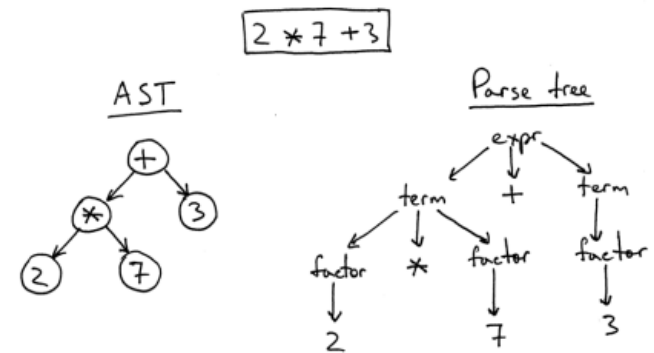 2 * 7 + 3
AST
Parse tree
+
*
3
2
7
expr
term
+
term
factor
*
factor
factor
2
7
3